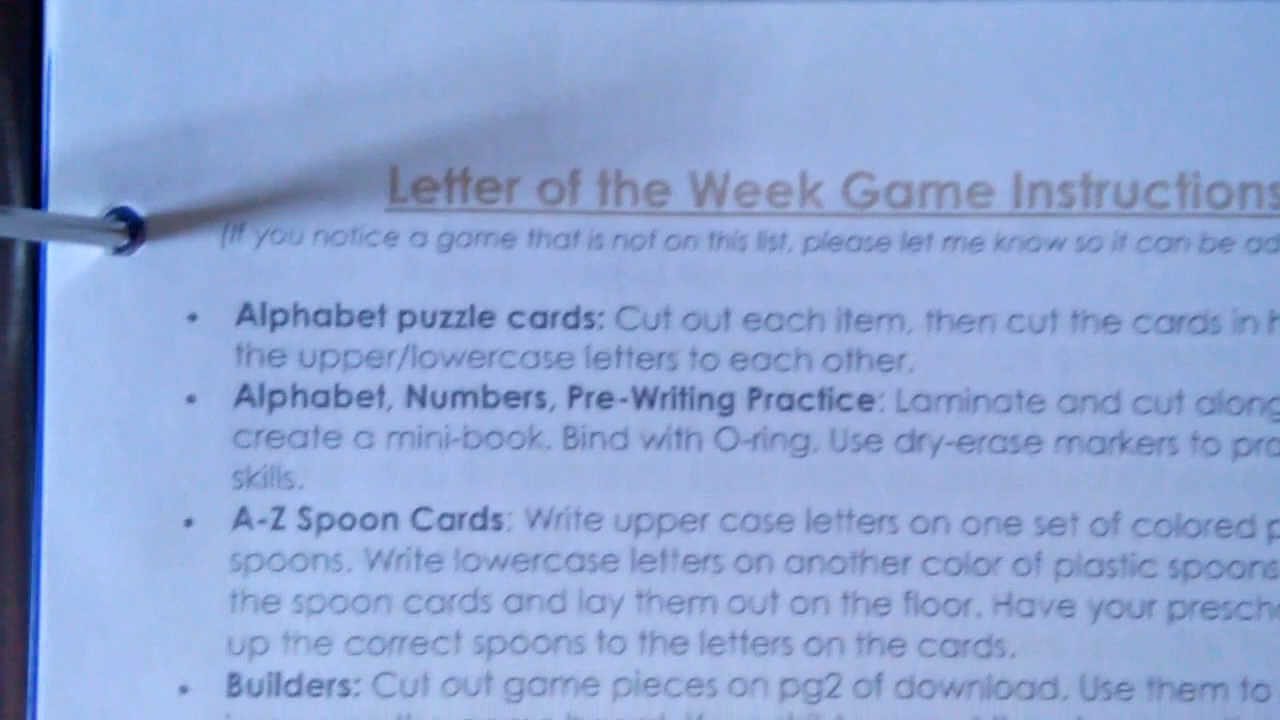 Letter of the Week Game Instructions
(If you notice a game that is not on this list, please let me know so it can be
• Alphabet puzzle cards: Cut out each item, then cut the cards in
the upper/lowercase letters to each other.
• Alphabet, Numbers, Pre-Writing Practice: Laminate and cut along
create a mini-book. Bind with O-ring. Use dry-erase markers to
skills.
• A-Z Spoon Cards: Write upper case letters on one set of colored
spoons. Write lowercase letters on another color of plastic spoons
the spoon cards and lay them out on the floor. Have your
up the correct spoons to the letters on the cards.
• Builders: Cut out game pieces on pg2 of download. Use them to